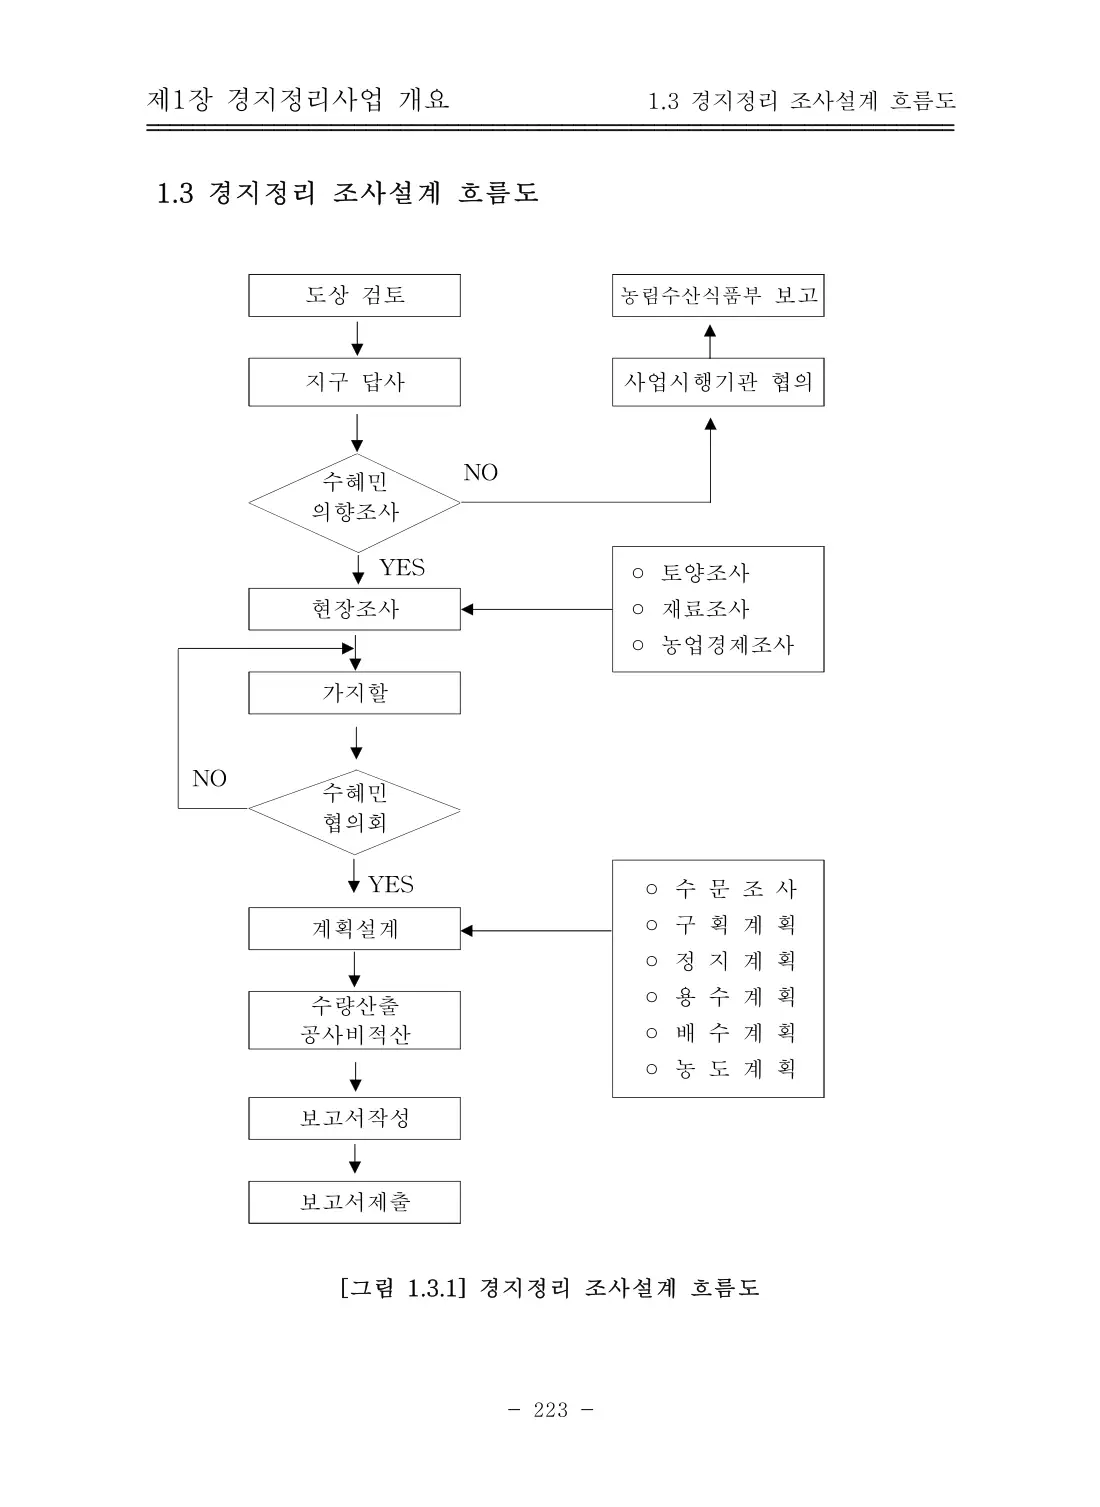 제1장 경지정리사업 개요 1.3 경지정리 조사설계 흐름도
1.3 경지정리 조사설계 흐름도
도상 검토
농림수산식품부 보고
지구 답사
사업시행기관 협의
수혜민
의향조사
NO
YES
현장조사
○ 토양조사
○ 재료조사
○ 농업경제조사
가지할
NO
수혜민
협의회
YES
계획설계
○ 수 문 조 사
○ 구 획 계 획
○ 정 지 계 획
○ 용 수 계 획
○ 배 수 계 획
○ 농 도 계 획
수량산출
공사비적산
보고서작성
보고서제출
[그림 1.3.1] 경지정리 조사설계 흐름도
- 223 -